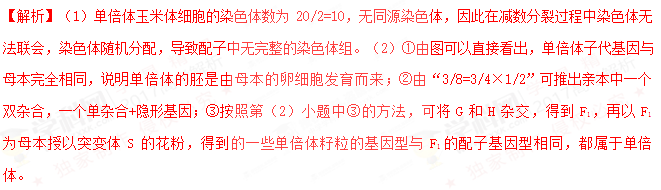 【解析】（1）单倍体玉米体细胞的染色体数为 20/2=10，无同源染色体，因此在减数分裂过程中染色体无
法联会，染色体随机分配，导致配子中无完整的染色体组。（2）①由图可以直接看出，单倍体子代基因与
母本完全相同，说明单倍体的胚是由母本的卵细胞发育而来；②由“3/8=3/4×1/2”可推出亲本中一个
双杂合，一个单杂合+隐形基因；③按照第（2）小题中③的方法，可将 G 和 H 杂交，得到 F₁，再以 F₁
为母本授以突变体 S 的花粉，得到的一些单倍体籽粒的基因型与 F₁ 的配子基因型相同，都属于单倍
体。